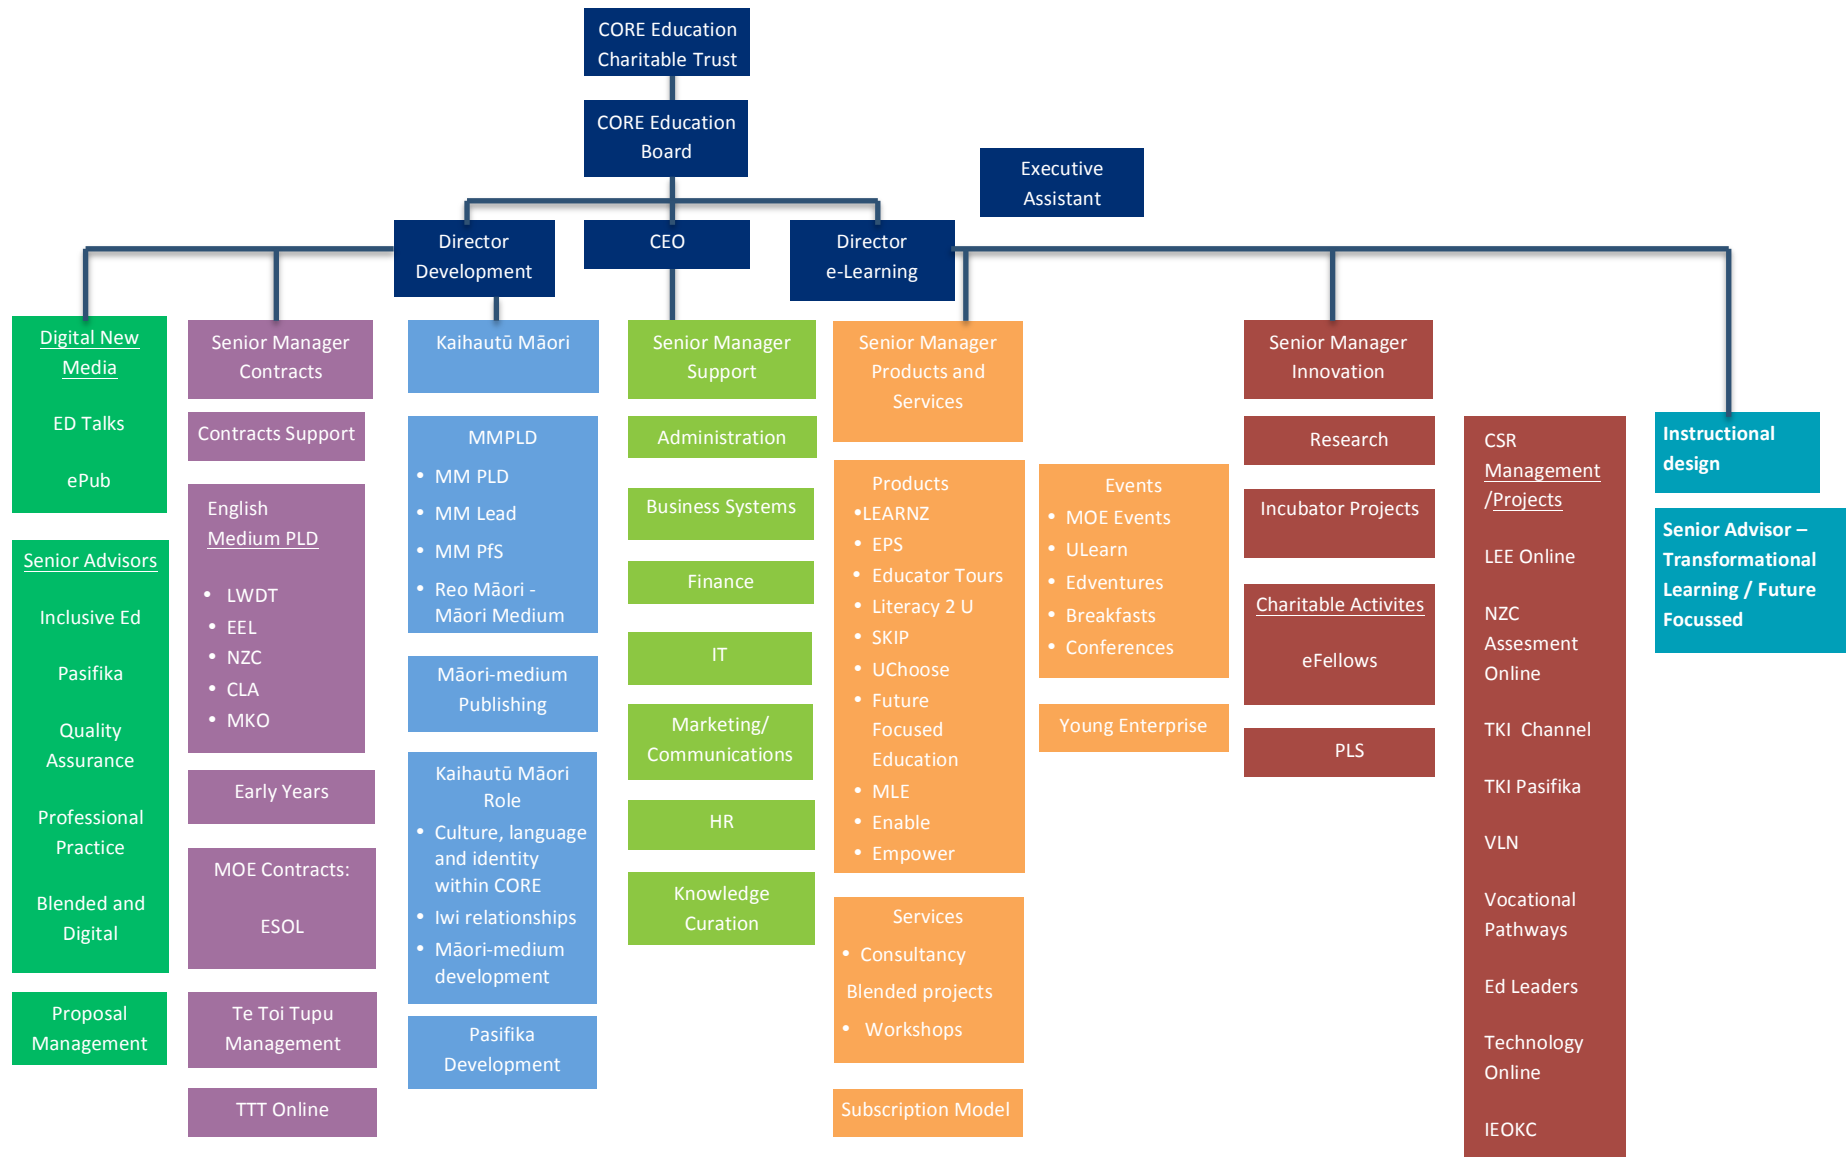 CORE Education
Charitable Trust
CORE Education
Board
Executive
Assistant
Director
Development
CEO
Director
e-Learning
Digital New
Media
ED Talks
ePub
Senior Advisors
Inclusive Ed
Pasifika
Quality
Assurance
Professional
Practice
Blended and
Digital
Proposal
Management
Senior Manager
Contracts
Contracts Support
English
Medium PLD
• LWDT
• EEL
• NZC
• CLA
• MKO
Early Years
MOE Contracts:
ESOL
Te Toi Tupu
Management
TTT Online
Kaihautū Māori
MMPLD
• MM PLD
• MM Lead
• MM PfS
• Reo Māori -
Māori Medium
Māori-medium
Publishing
Kaihautū Māori
Role
• Culture, language
and identity
within CORE
• Iwi relationships
• Māori-medium
development
Pasifika
Development
Senior Manager
Support
Administration
Business Systems
Finance
IT
Marketing/
Communications
HR
Knowledge
Curation
Senior Manager
Products and
Services
Products
•LEARNZ
• EPS
• Educator Tours
• Literacy 2 U
• SKIP
• UChoose
• Future
Focused
Education
• MLE
• Enable
• Empower
Services
• Consultancy
Blended projects
• Workshops
Subscription Model
Events
• MOE Events
• ULearn
• Edventures
• Breakfasts
• Conferences
Young Enterprise
Senior Manager
Innovation
Research
Incubator Projects
Charitable Activites
eFellows
PLS
CSR
Management
/Projects
LEE Online
NZC
Assesment
Online
TKI Channel
TKI Pasifika
VLN
Vocational
Pathways
Ed Leaders
Technology
Online
IEOKC
Instructional
design
Senior Advisor –
Transformational
Learning / Future
Focussed